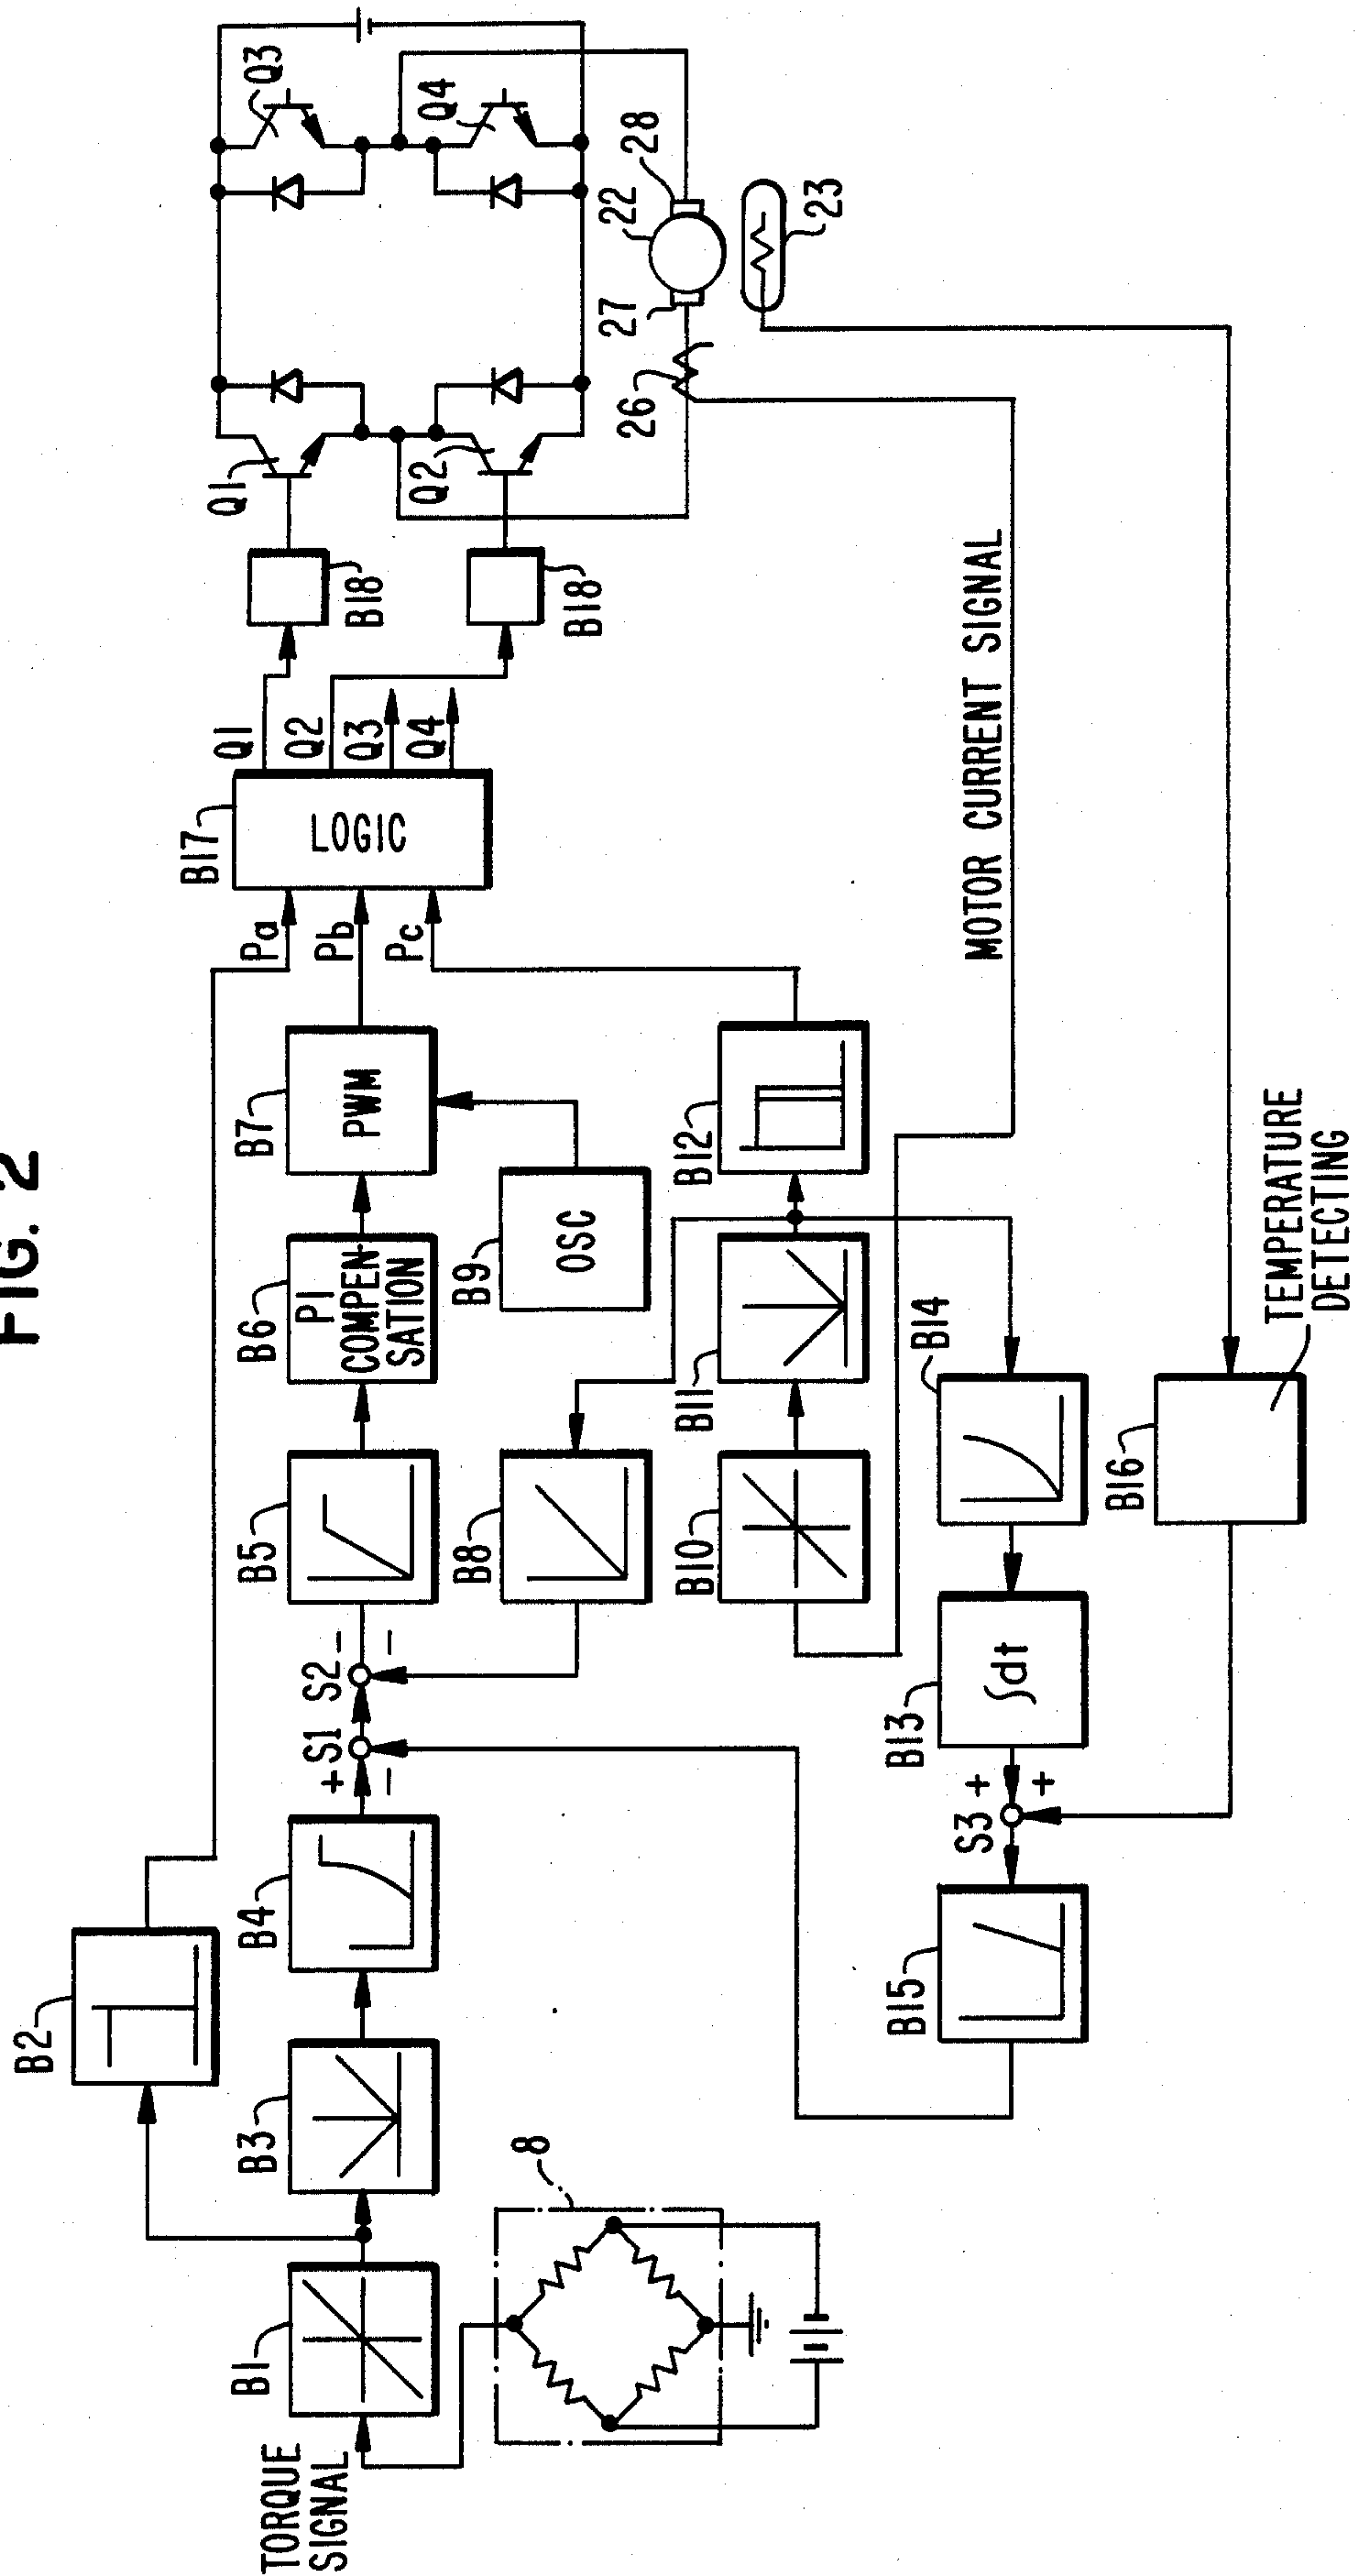 FIG. 2
B2
Pa
B17
Q1
Q1
Q3
B1
B3
B4
+
S1
S2
-
B5
B6
PI
COMPEN-
SATION
B7
PWM
Pb
LOGIC
Q2
B18
Q2
Q4
TORQUE
SIGNAL
-
-
Pc
Q3
Q4
B18
8
B8
B9
OSC
26
27
22
28
23
B10
B11
B12
MOTOR CURRENT SIGNAL
B15
S3
+
+
B13
∫dt
B14
B16
TEMPERATURE
DETECTING